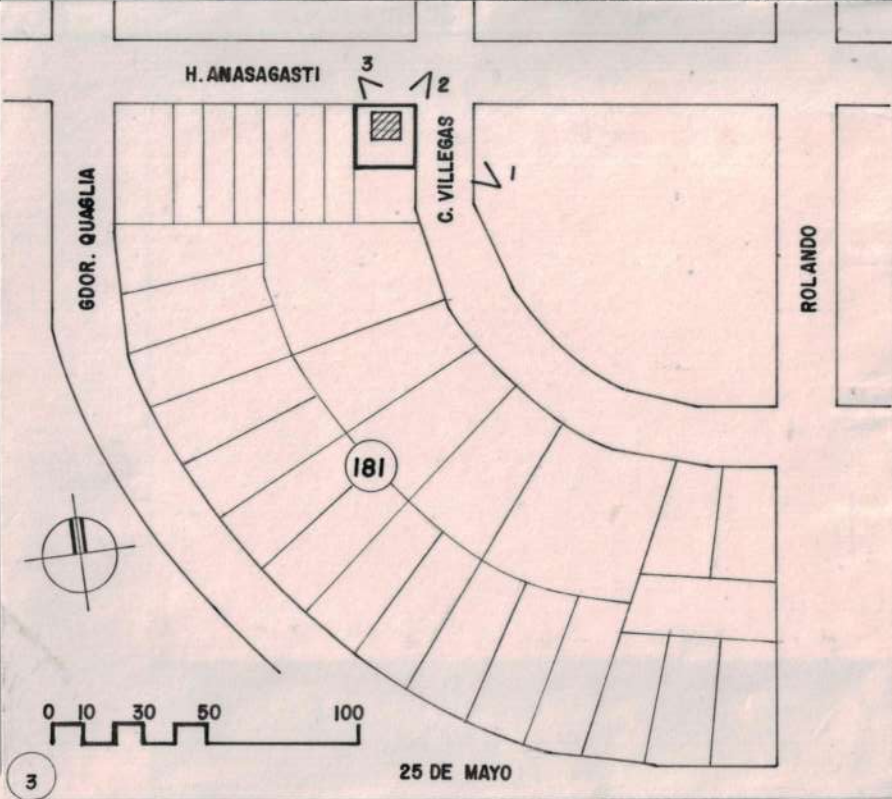 H. ANASAGASTI
3
2
GDOR. QUAGLIA
C. VILLEGAS
1
ROLANDO
181
0 10 30 50 100
3
25 DE MAYO